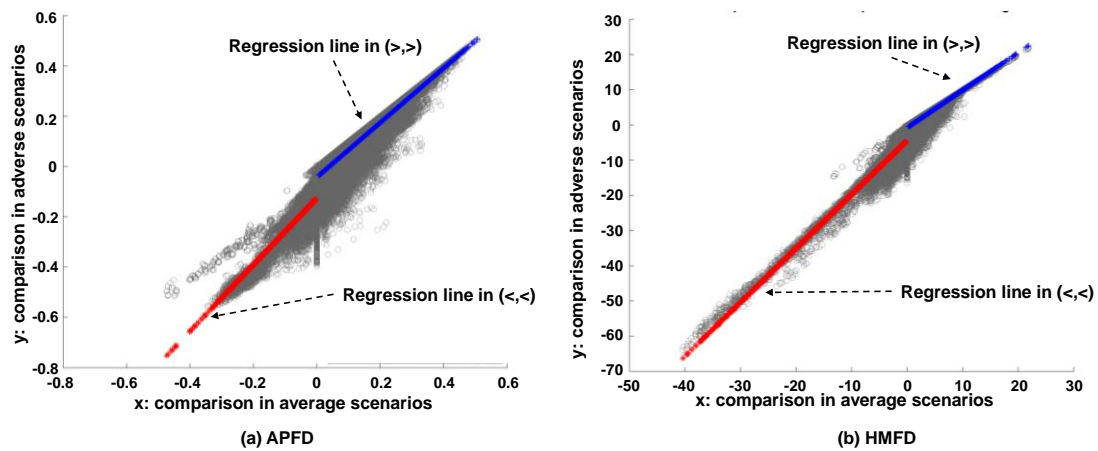 0.6
0.4
0.2
0
-0.2
-0.4
-0.6
-0.8
y: comparison in adverse scenarios
Regression line in (>,>)
Regression line in (<,<)
-0.8 -0.6 -0.4 -0.2 0 0.2 0.4 0.6
x: comparison in average scenarios
(a) APFD
30
20
10
0
-10
-20
-30
-40
-50
-60
-70
y: comparison in adverse scenarios
Regression line in (>,>)
Regression line in (<,<)
-50 -40 -30 -20 -10 0 10 20 30
x: comparison in average scenarios
(b) HMFD